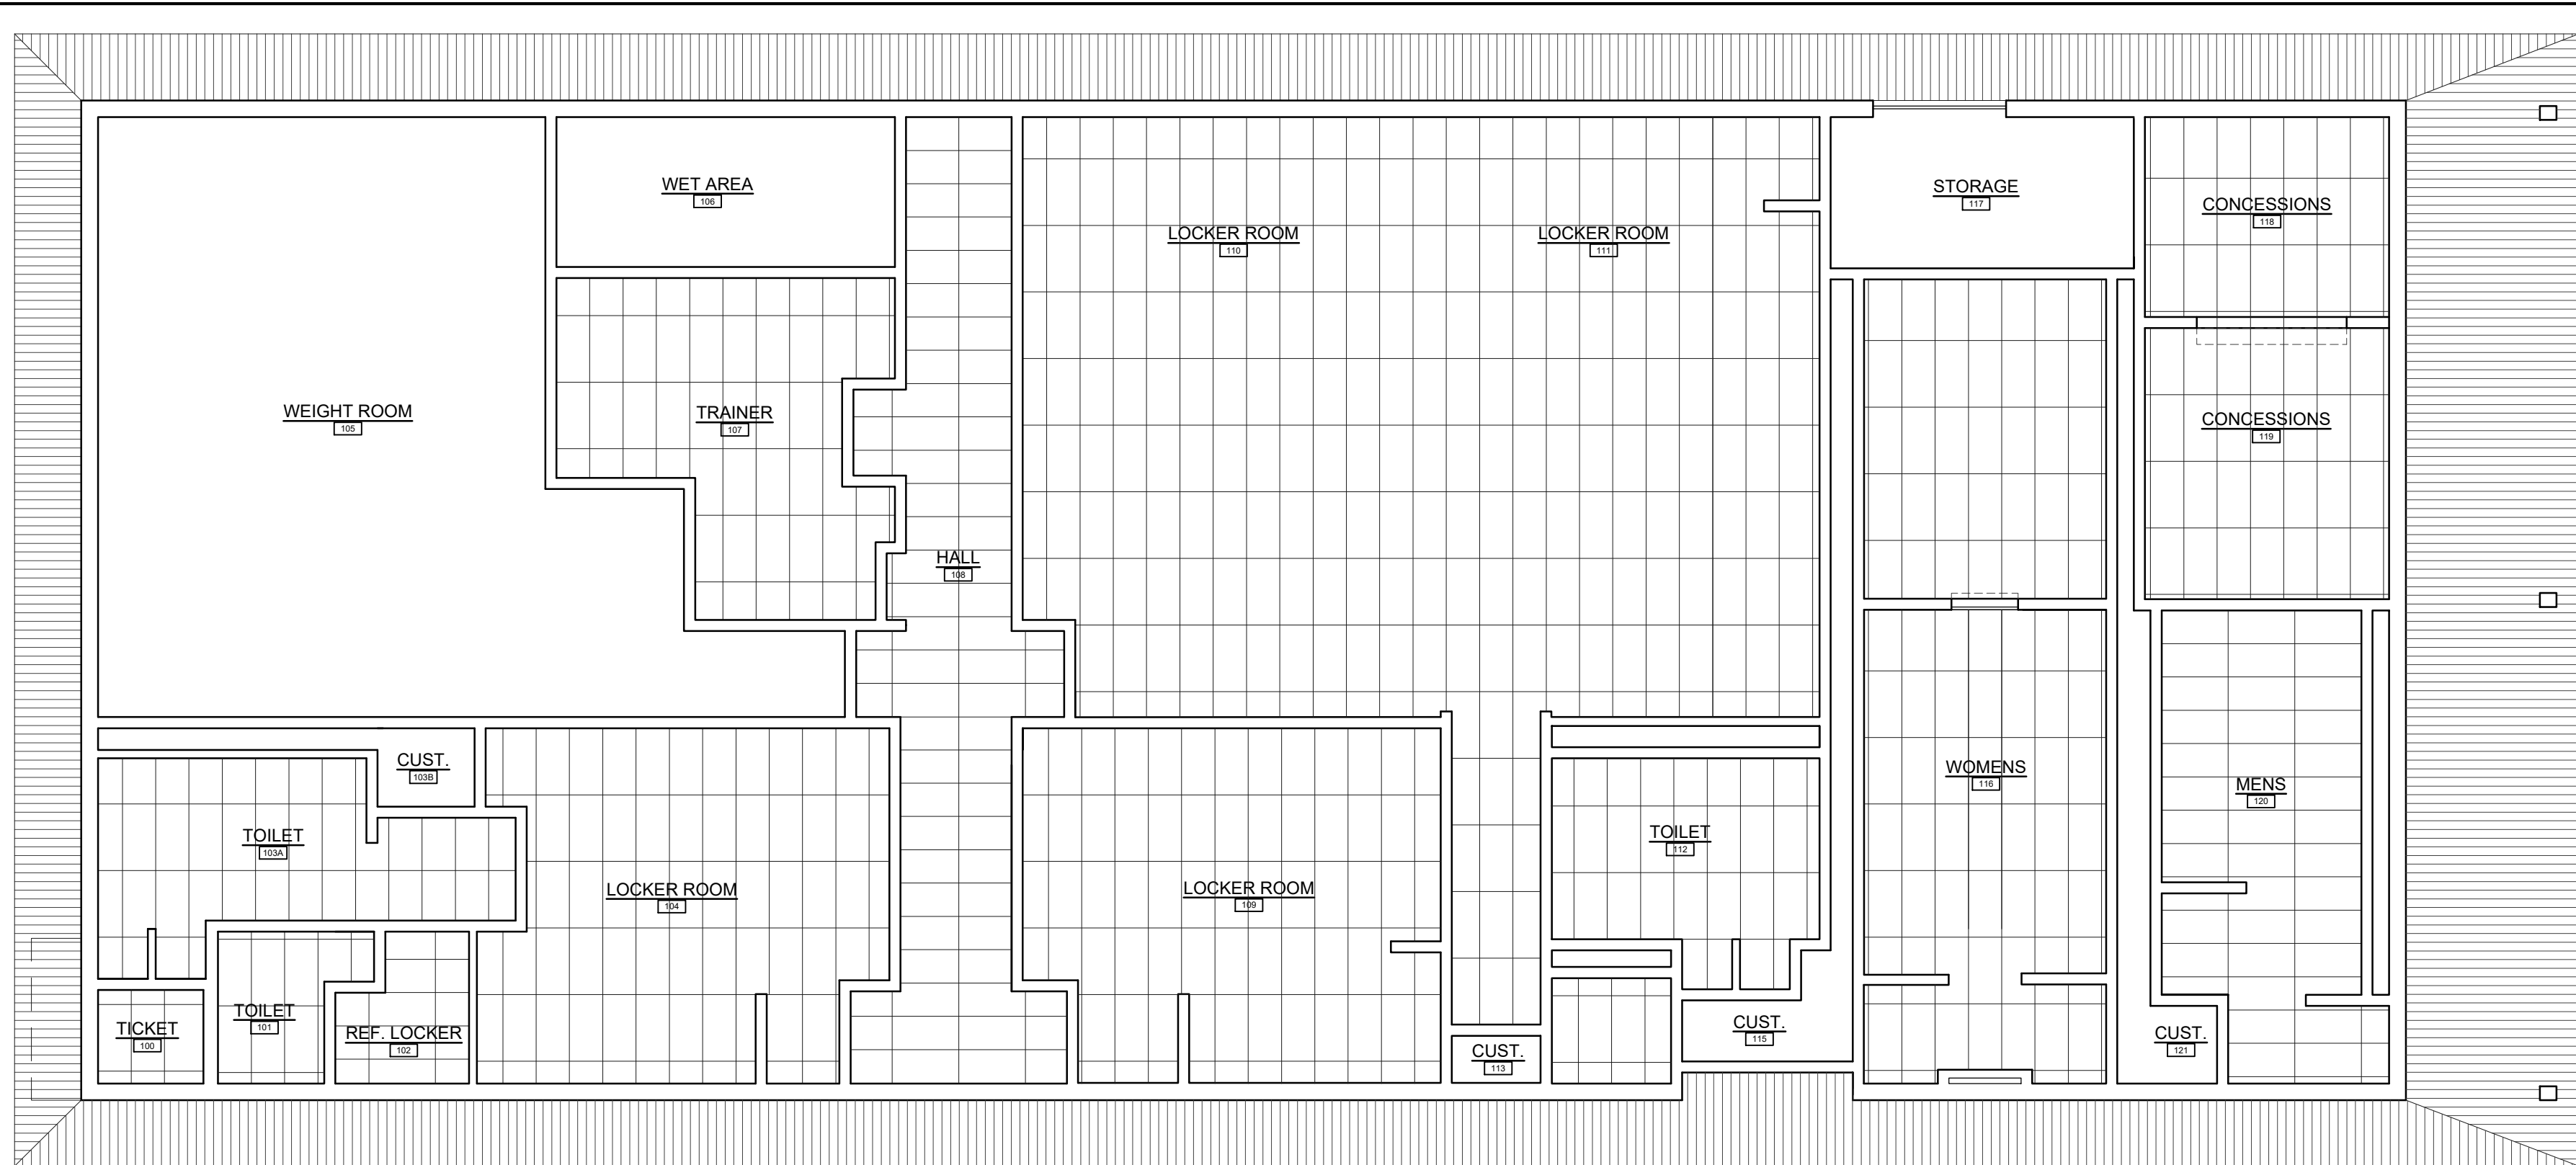 WET AREA
106
STORAGE
117
CONCESSIONS
118
LOCKER ROOM
110
LOCKER ROOM
111
WEIGHT ROOM
105
TRAINER
107
CONCESSIONS
119
HALL
108
CUST.
103B
WOMENS
116
MENS
120
TOILET
103A
TOILET
112
LOCKER ROOM
104
LOCKER ROOM
109
TICKET
100
TOILET
101
REF. LOCKER
102
CUST.
113
CUST.
115
CUST.
121